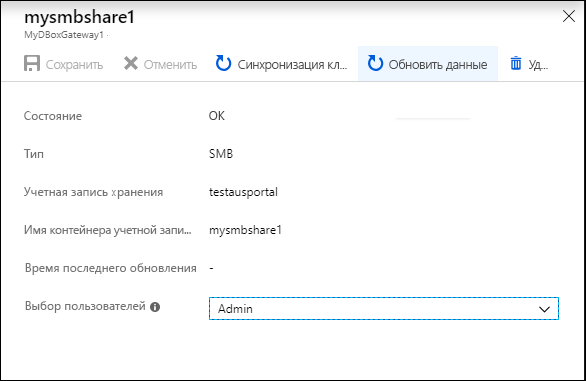 mysmbshare1
MyDBoxGateway1
Сохранить Отменить Синхронизация кл... Обновить данные Уд...
Состояние OK
Тип SMB
Учетная запись хранения testausportal
Имя контейнера учетной запи... mysmbshare1
Время последнего обновления -
Выбор пользователей Admin